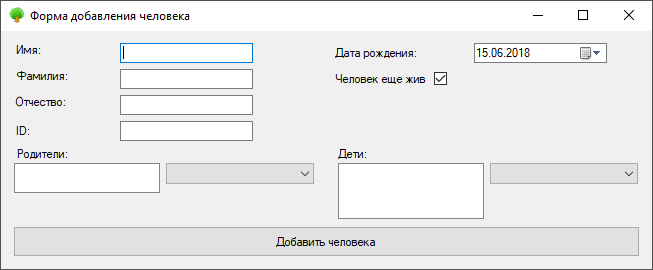 Форма добавления человека
Имя:
Дата рождения: 15.06.2018
Фамилия:
Человек еще жив
Отчество:
ID:
Родители:
Дети:
Добавить человека